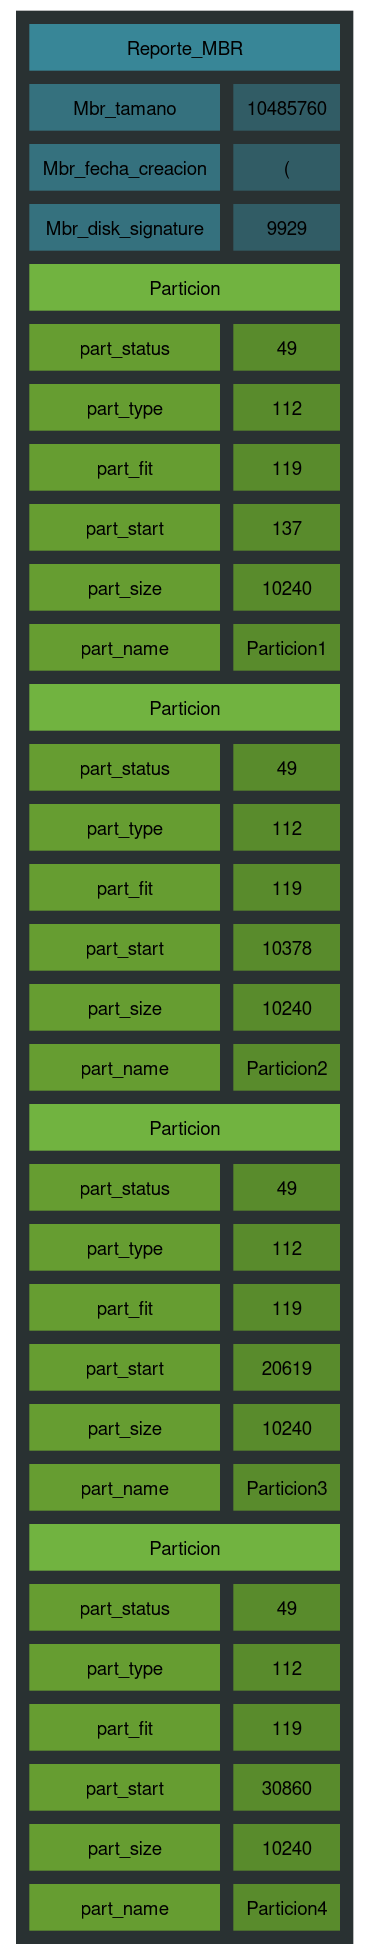 Reporte_MBR
Mbr_tamano 10485760
Mbr_fecha_creacion (
Mbr_disk_signature 9929
Particion
part_status 49
part_type 112
part_fit 119
part_start 137
part_size 10240
part_name Particion1
Particion
part_status 49
part_type 112
part_fit 119
part_start 10378
part_size 10240
part_name Particion2
Particion
part_status 49
part_type 112
part_fit 119
part_start 20619
part_size 10240
part_name Particion3
Particion
part_status 49
part_type 112
part_fit 119
part_start 30860
part_size 10240
part_name Particion4